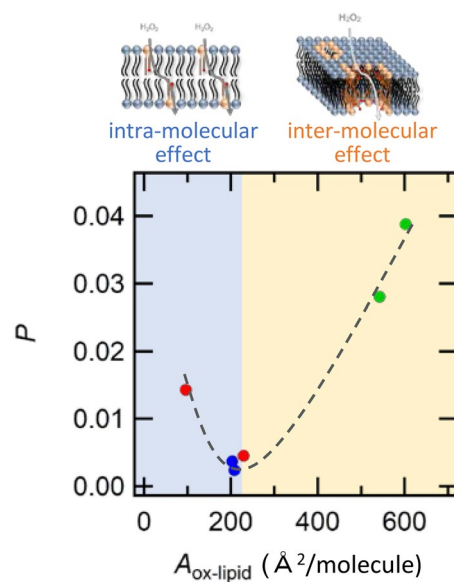 H₂O₂ H₂O₂ H₂O₂
intra-molecular inter-molecular
effect effect
0.04
0.03
P
0.02
0.01
0.00
0 200 400 600
A ox-lipid (Å²/molecule)